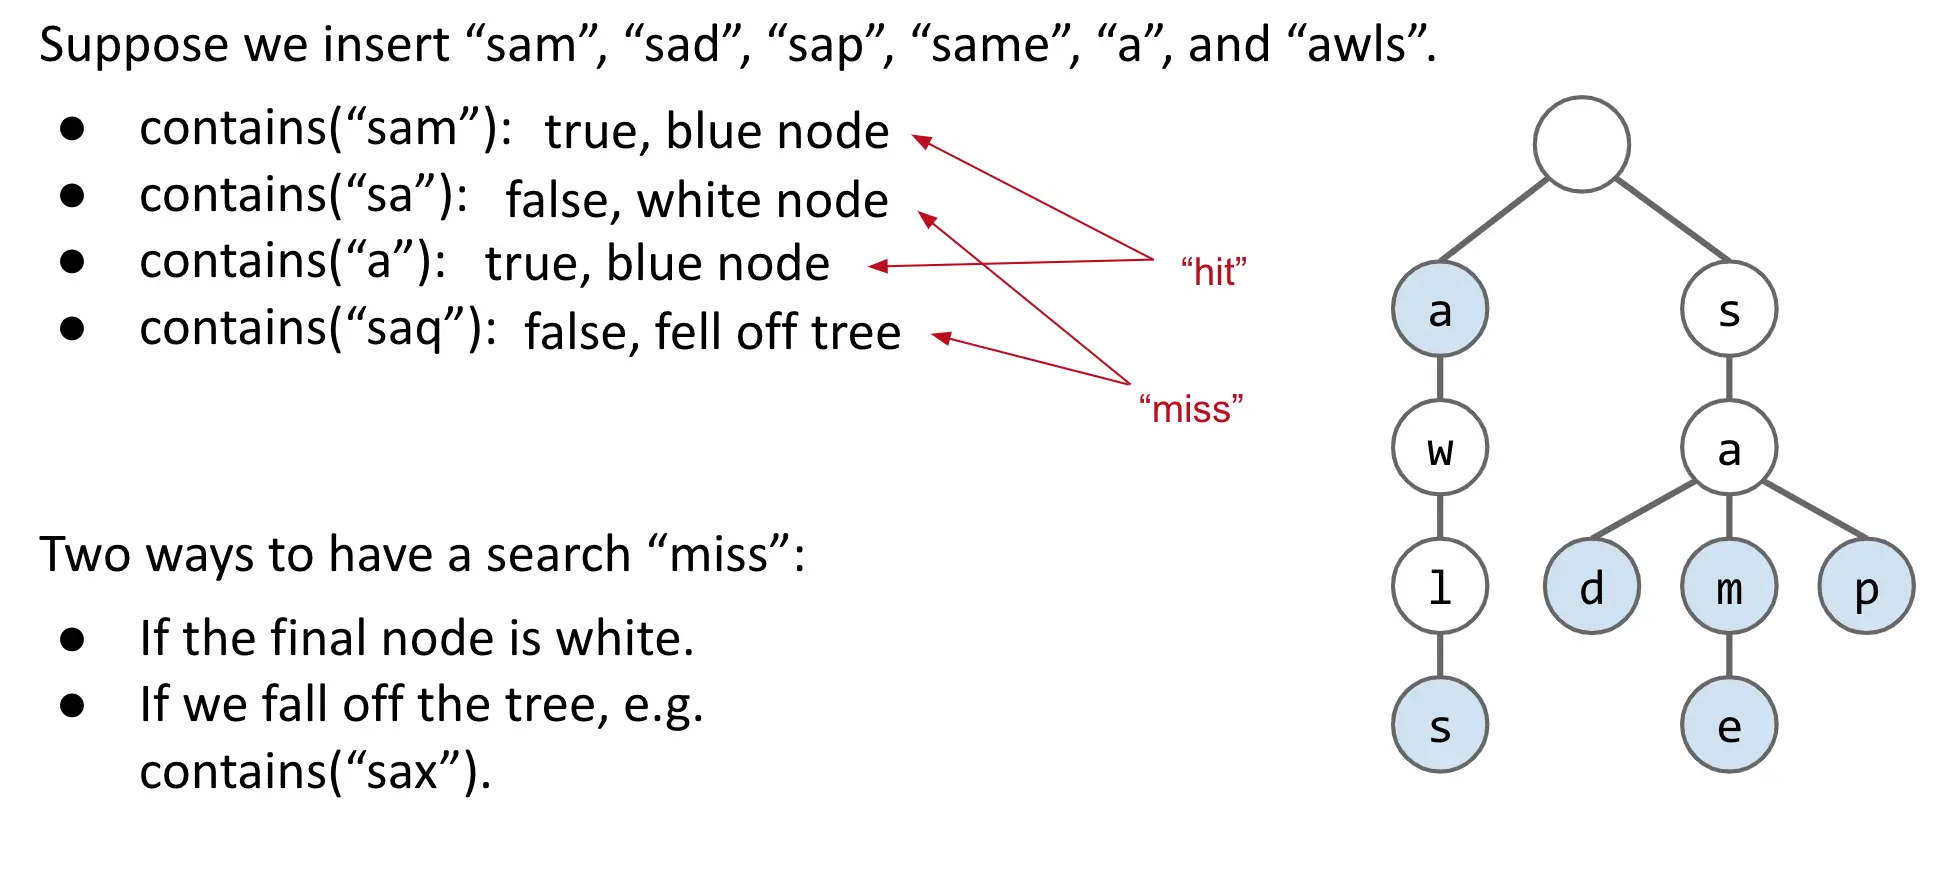 Suppose we insert “sam”, “sad”, “sap”, “same”, “a”, and “awls”.
● contains(“sam”): true, blue node
● contains(“sa”): false, white node
● contains(“a”): true, blue node
● contains(“saq”): false, fell off tree
“hit”
“miss”
Two ways to have a search “miss”:
● If the final node is white.
● If we fall off the tree, e.g.
contains(“sax”).
a s
w a
l d m p
s e